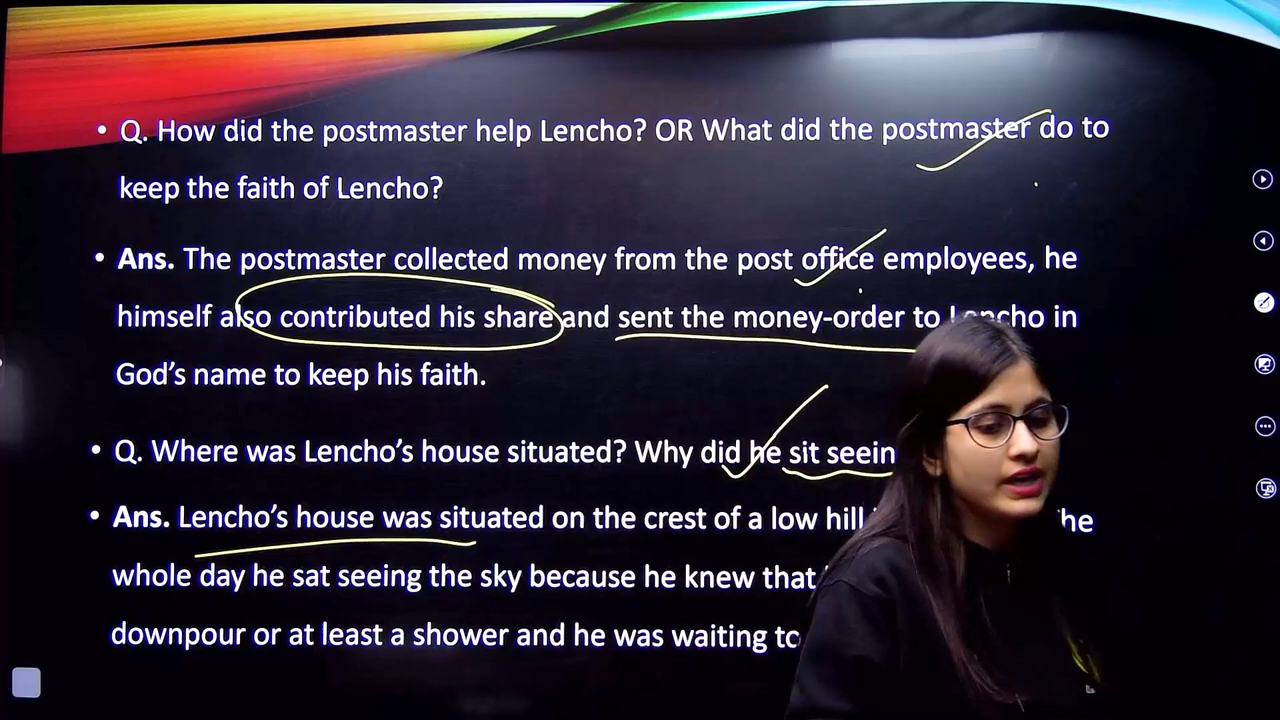 • Q. How did the postmaster help Lencho? OR What did the postmaster do to
keep the faith of Lencho?
• Ans. The postmaster collected money from the post office employees, he
himself also contributed his share and sent the money-order to Lencho in
God’s name to keep his faith.
• Q. Where was Lencho’s house situated? Why did he sit
• Ans. Lencho’s house was situated on the crest of a low hill
whole day he sat seeing the sky because he knew that
downpour or at least a shower and he was waiting to